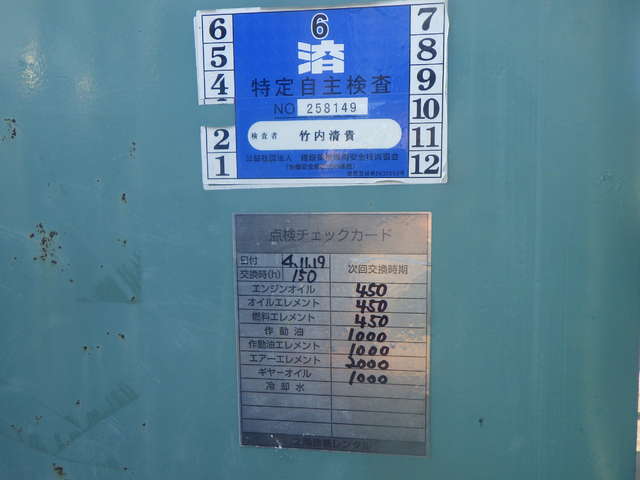 6
済
特定自主検査
NO 258149
検査者 竹内清貴
6
5
4
2
1
7
8
9
10
11
12
点検チェックカード
日付 4.11.19
交換時(h) 150 次回交換時期
エンジンオイル 450
オイルエレメント 450
燃料エレメント 450
作動油 1000
作動油エレメント 1000
エアーエレメント 2000
ギヤーオイル 1000
冷却水